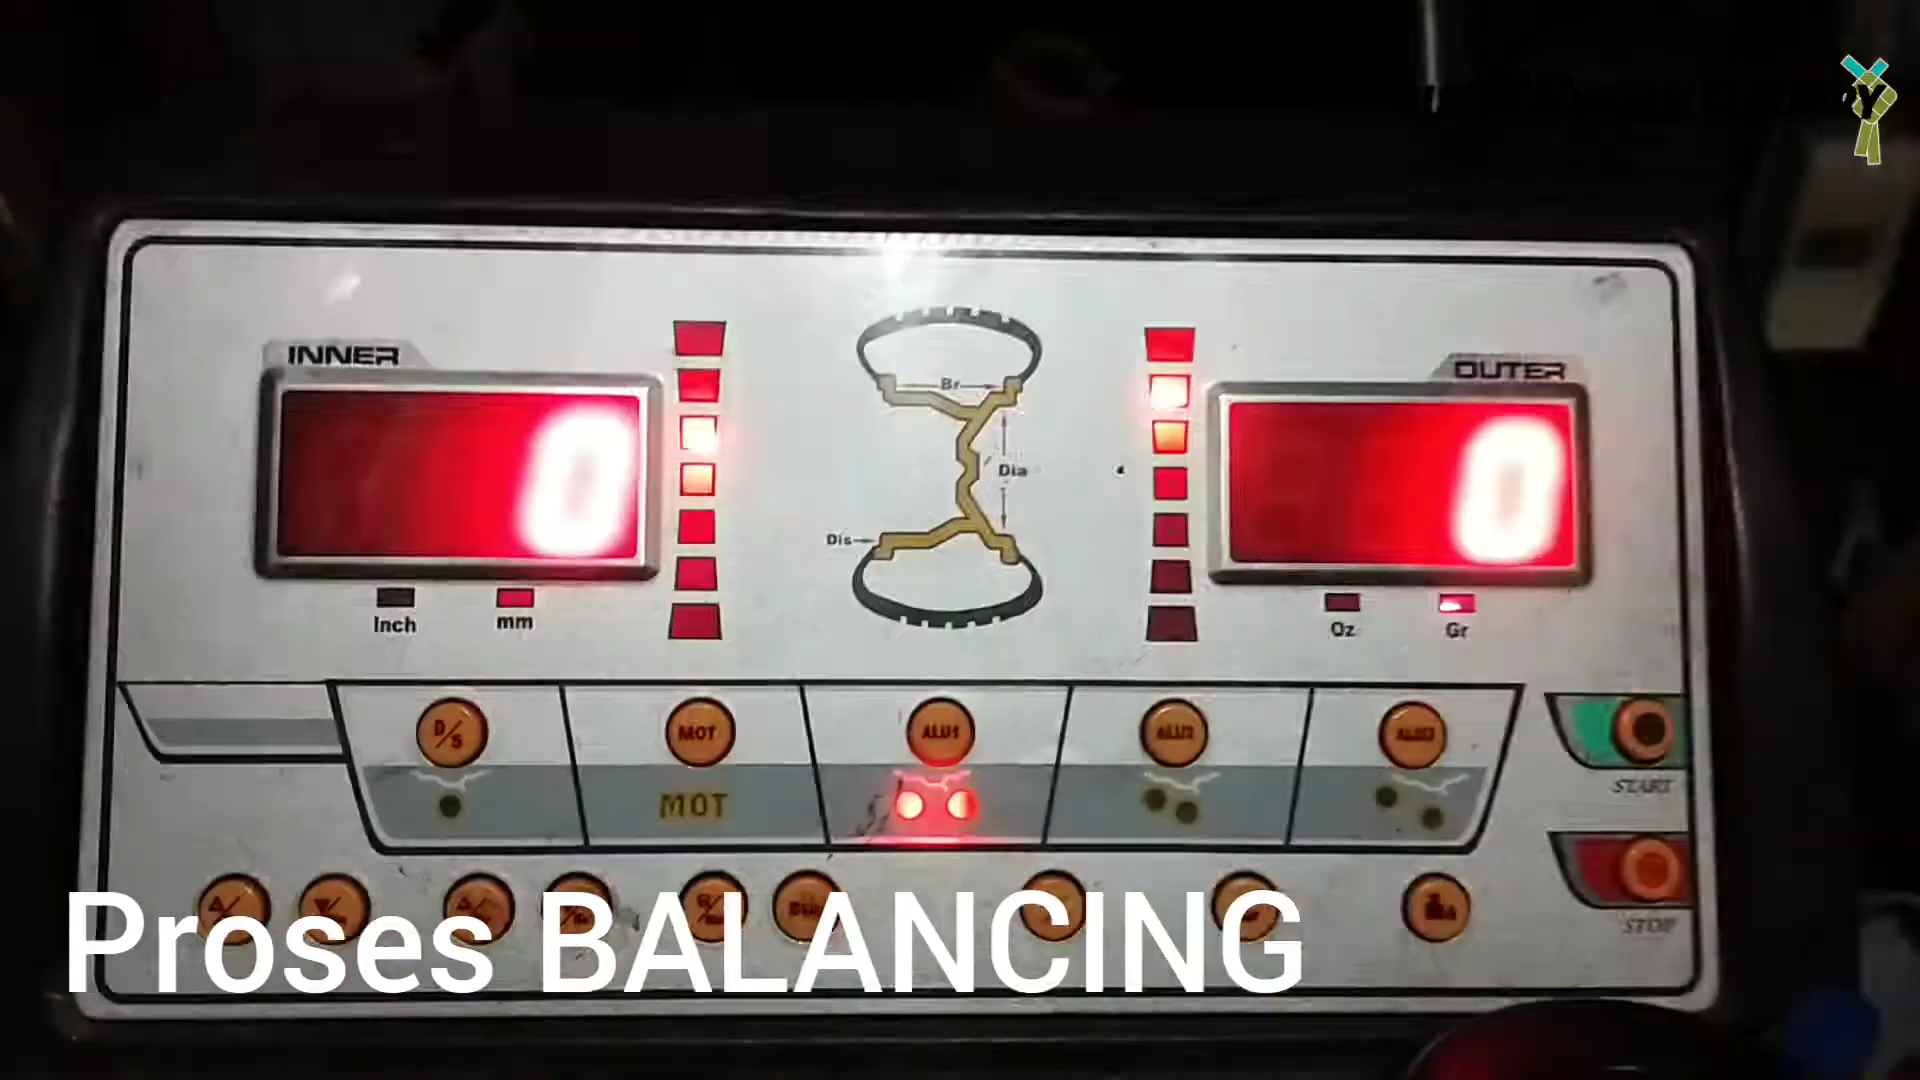 INNER
OUTER
0
0
Br
Dia
Dis
Inch
mm
Oz
Gr
D/S
MOT
ALU1
ALU2
ALU3
MOT
START
STOP
Proses BALANCING